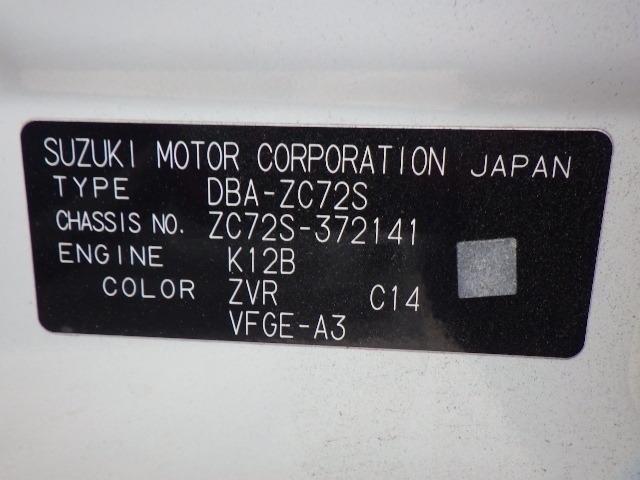 SUZUKI MOTOR CORPORATION JAPAN
TYPE DBA-ZC72S
CHASSIS NO. ZC72S-372141
ENGINE K12B
COLOR ZVR C14
VFGE-A3